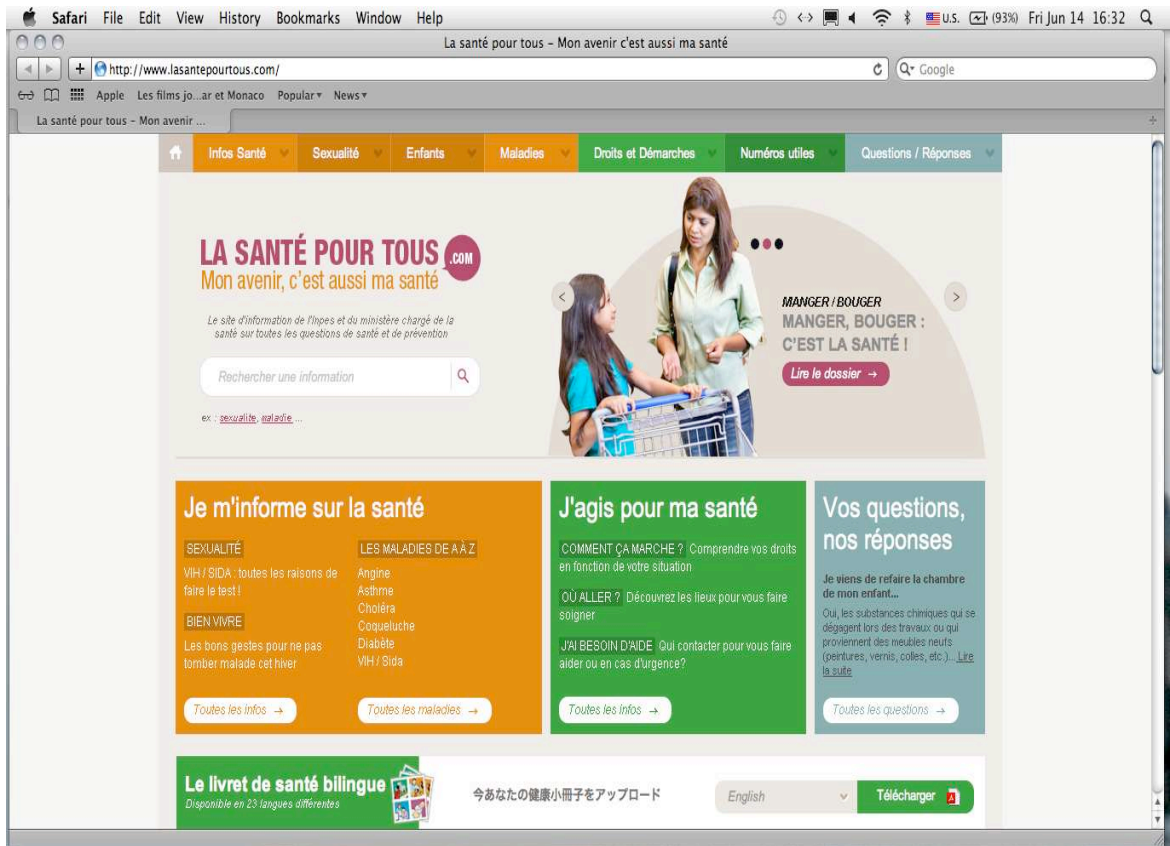 Safari File Edit View History Bookmarks Window Help U.S. (93%) Fri Jun 14 16:32
La santé pour tous – Mon avenir c'est aussi ma santé
http://www.lasantepourtous.com/ Google
Apple Les films jo...ar et Monaco Popular News
La santé pour tous – Mon avenir ...
Infos Santé Sexualité Enfants Maladies Droits et Démarches Numéros utiles Questions / Réponses
LA SANTÉ POUR TOUS .COM
Mon avenir, c'est aussi ma santé
Le site d'information de l'Inpes et du ministère chargé de la
santé sur toutes les questions de santé et de prévention
Rechercher une information
ex : sexualite, maladie ...
MANGER / BOUGER
MANGER, BOUGER :
C'EST LA SANTÉ !
Lire le dossier →
Je m'informe sur la santé
SEXUALITÉ
VIH / SIDA : toutes les raisons de
faire le test !
BIEN VIVRE
Les bons gestes pour ne pas
tomber malade cet hiver
Toutes les infos →
LES MALADIES DE A À Z
Angine
Asthme
Choléra
Coqueluche
Diabète
VIH / Sida
Toutes les maladies →
J'agis pour ma santé
COMMENT ÇA MARCHE ? Comprendre vos droits
en fonction de votre situation
OÙ ALLER ? Découvrez les lieux pour vous faire
soigner
J'AI BESOIN D'AIDE Qui contacter pour vous faire
aider ou en cas d'urgence?
Toutes les infos →
Vos questions,
nos réponses
Je viens de refaire la chambre
de mon enfant...
Oui, les substances chimiques qui se
dégagent lors des travaux ou qui
proviennent des meubles neufs
(peintures, vernis, colles, etc.)... Lire
la suite
Toutes les questions →
Le livret de santé bilingue
Disponible en 23 langues différentes
今あなたの健康小冊子をアップロード
English
Télécharger